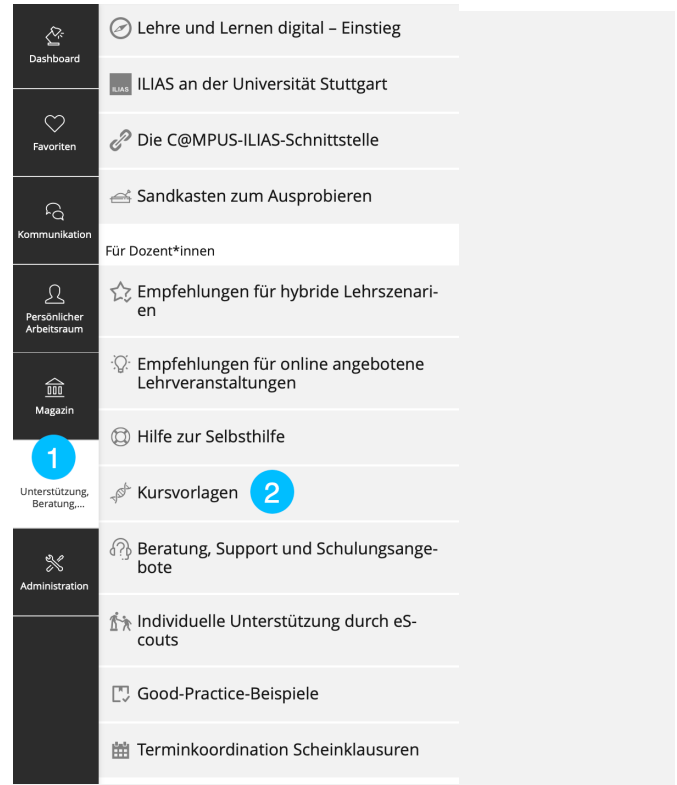 Dashboard
Favoriten
Kommunikation
Persönlicher
Arbeitsraum
Magazin
1
Unterstützung,
Beratung,...
Administration
Lehre und Lernen digital – Einstieg
ILIAS
ILIAS an der Universität Stuttgart
Die C@MPUS-ILIAS-Schnittstelle
Sandkasten zum Ausprobieren
Für Dozent*innen
Empfehlungen für hybride Lehrszenari-
en
Empfehlungen für online angebotene
Lehrveranstaltungen
Hilfe zur Selbsthilfe
Kursvorlagen 2
Beratung, Support und Schulungsange-
bote
Individuelle Unterstützung durch eS-
couts
Good-Practice-Beispiele
Terminkoordination Scheinklausuren